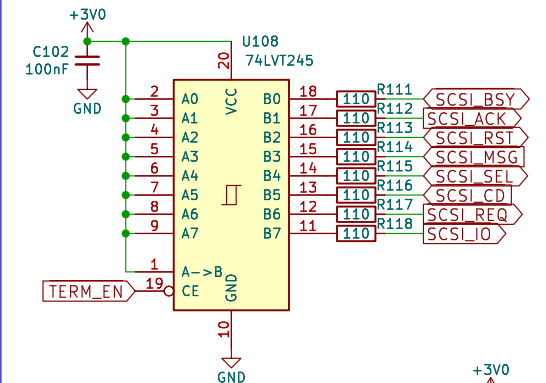 +3V0
C102
100nF
GND
U108
74LVT245
20
VCC
2 A0 B0 18 110 R111 SCSI_BSY
3 A1 B1 17 110 R112 SCSI_ACK
4 A2 B2 16 110 R113 SCSI_RST
5 A3 B3 15 110 R114 SCSI_MSG
6 A4 B4 14 110 R115 SCSI_SEL
7 A5 B5 13 110 R116 SCSI_CD
8 A6 B6 12 110 R117 SCSI_REQ
9 A7 B7 11 110 R118 SCSI_IO
1 A->B
TERM_EN 19 CE
GND
10
GND
+3V0